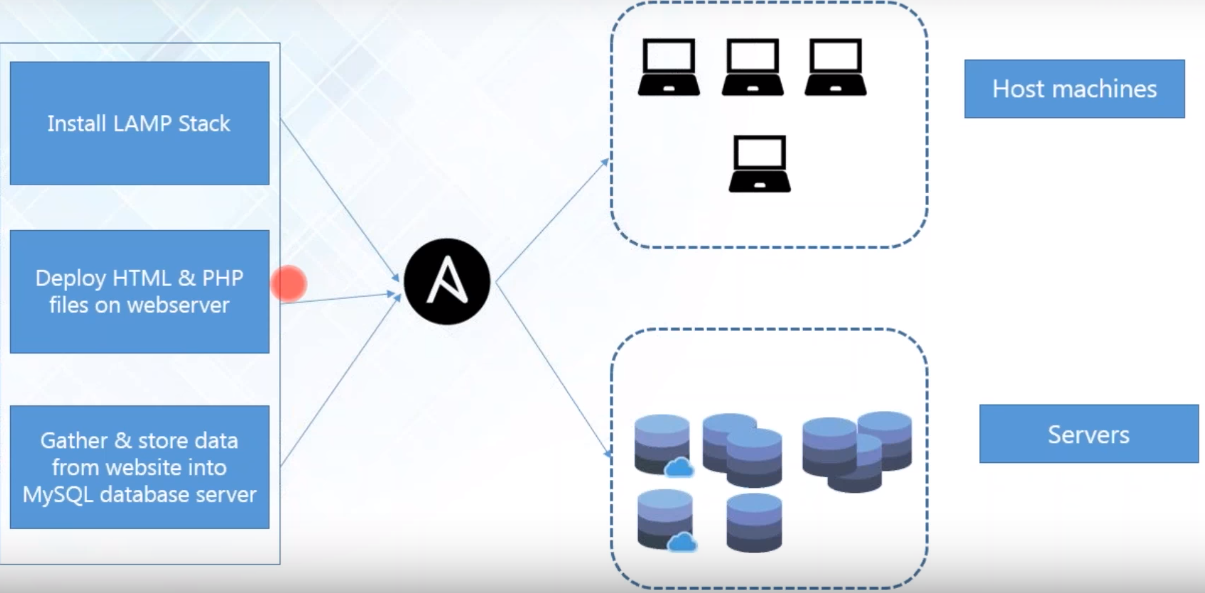 Install LAMP Stack
Deploy HTML & PHP
files on webserver
Gather & store data
from website into
MySQL database server
Host machines
Servers